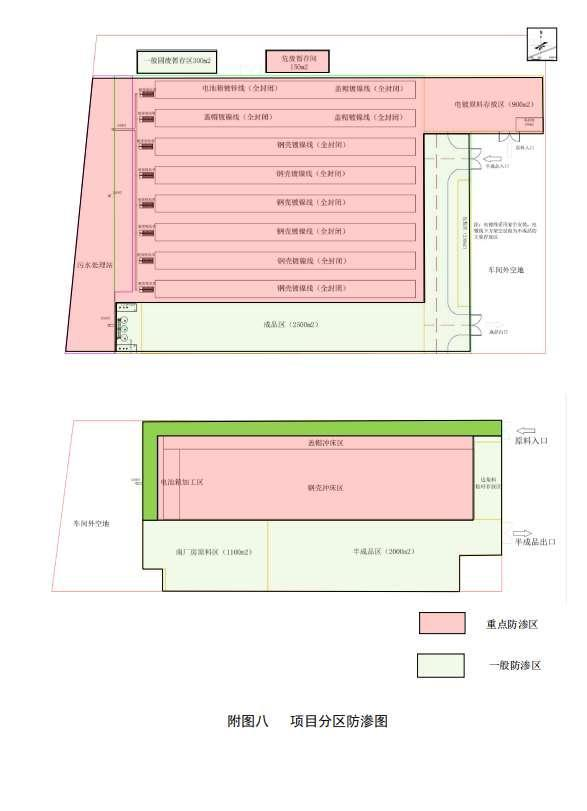 一般固废暂存区300m2
危废暂存间
150m2
电池箱镀锌线（全封闭）
盖帽镀镍线（全封闭）
电镀原料存放区（900m2）
盖帽镀镍线（全封闭）
盖帽镀镍线（全封闭）
原料入口
钢壳镀镍线（全封闭）
半成品入口
钢壳镀镍线（全封闭）
钢壳镀镍线（全封闭）
钢壳镀镍线（全封闭）
污水处理站
钢壳镀镍线（全封闭）
车间外空地
钢壳镀镍线（全封闭）
成品区（2500m2）
成品出口
盖帽冲床区
原料入口
电池箱加工区
钢壳冲床区
边角料
车间外空地
南厂房原料区（1100m2）
半成品区（2000m2）
半成品出口
重点防渗区
一般防渗区
附图八 项目分区防渗图